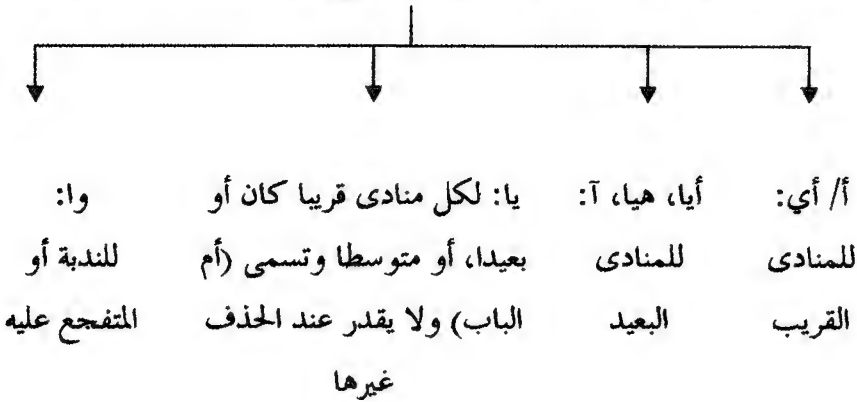 أ/ أي:
للمنادى
القريب
أيا، هيا، آ:
للمنادى
البعيد
يا: لكل منادى قريبا كان أو
بعيدا، أو متوسطا وتسمى (أم
الباب) ولا يقدر عند الحذف
غيرها
وا:
للندبة أو
المتفجع عليه